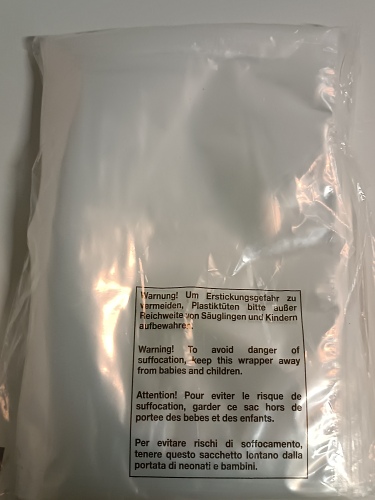 Warnung! Um Erstickungsgefahr zu
vermeiden, Plastiktüten bitte außer
Reichweite von Säuglingen und Kindern
aufbewahren.
Warning! To avoid danger of
suffocation, keep this wrapper away
from babies and children.
Attention! Pour eviter le risque de
suffocation, garder ce sac hors de
portee des bebes et des enfants.
Per evitare rischi di soffocamento,
tenere questo sacchetto lontano dalla
portata di neonati e bambini.